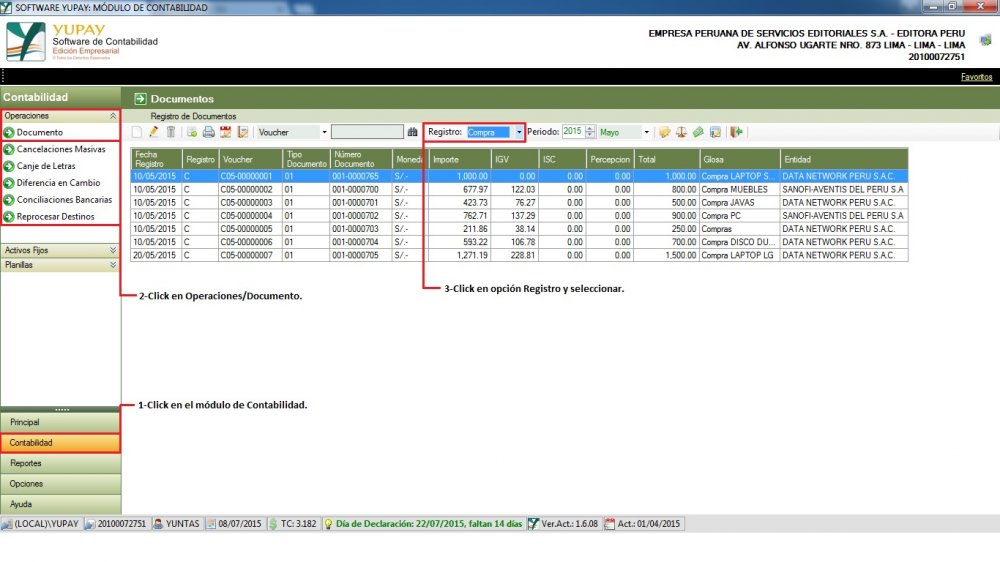 SOFTWARE YUPAY: MÓDULO DE CONTABILIDAD
YUPAY
Software de Contabilidad
Edición Empresarial
EMPRESA PERUANA DE SERVICIOS EDITORIALES S.A. - EDITORA PERU
AV. ALFONSO UGARTE NRO. 873 LIMA - LIMA - LIMA
20100072751
Favoritos
Contabilidad
Operaciones
Documento
Cancelaciones Masivas
Canje de Letras
Diferencia en Cambio
Conciliaciones Bancarias
Reprocesar Destinos
Activos Fijos
Planillas
Documentos
Registro de Documentos
Voucher Registro: Compra Periodo: 2015 Mayo
Fecha Registro Registro Voucher Tipo Documento Número Documento Moneda Importe IGV ISC Percepcion Total Glosa Entidad
10/05/2015 C C05-00000001 01 001-0000765 S/.- 1,000.00 0.00 0.00 0.00 1,000.00 Compra LAPTOP S... DATA NETWORK PERU S.A.C.
10/05/2015 C C05-00000002 01 001-0000700 S/.- 677.97 122.03 0.00 0.00 800.00 Compra MUEBLES SANOFI-AVENTIS DEL PERU S.A
10/05/2015 C C05-00000003 01 001-0000701 S/.- 423.73 76.27 0.00 0.00 500.00 Compra JAVAS DATA NETWORK PERU S.A.C.
10/05/2015 C C05-00000004 01 001-0000702 S/.- 762.71 137.29 0.00 0.00 900.00 Compra PC SANOFI-AVENTIS DEL PERU S.A
10/05/2015 C C05-00000005 01 001-0000703 S/.- 211.86 38.14 0.00 0.00 250.00 Compras DATA NETWORK PERU S.A.C.
10/05/2015 C C05-00000006 01 001-0000704 S/.- 593.22 106.78 0.00 0.00 700.00 Compra DISCO DU... DATA NETWORK PERU S.A.C.
20/05/2015 C C05-00000007 01 001-0000705 S/.- 1,271.19 228.81 0.00 0.00 1,500.00 Compra LAPTOP LG DATA NETWORK PERU S.A.C.
2-Click en Operaciones/Documento.
3-Click en opción Registro y seleccionar.
1-Click en el módulo de Contabilidad.
Principal
Contabilidad
Reportes
Opciones
Ayuda
(LOCAL)\YUPAY 20100072751 YUNTAS 08/07/2015 TC: 3.182 Día de Declaración: 22/07/2015, faltan 14 días Ver.Act.: 1.6.08 Act.: 01/04/2015